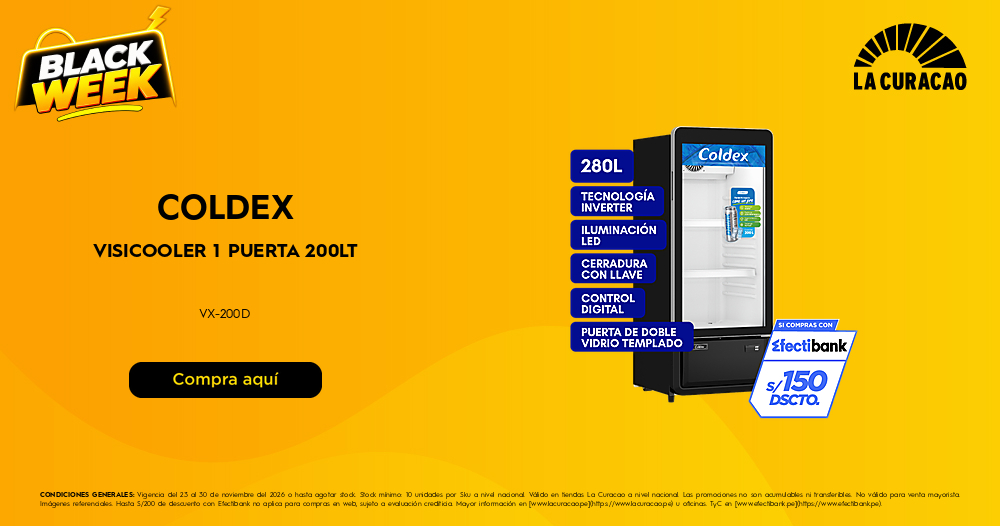 BLACK
WEEK
LA CURACAO
COLDEX
VISICOOLER 1 PUERTA 200LT
VX-200D
Compra aquí
280L
TECNOLOGÍA
INVERTER
ILUMINACIÓN
LED
CERRADURA
CON LLAVE
CONTROL
DIGITAL
PUERTA DE DOBLE
VIDRIO TEMPLADO
Coldex
SI COMPRAS CON
Efectibank
S/150
DSCTO.
CONDICIONES GENERALES: Vigencia del 23 al 30 de noviembre del 2026 o hasta agotar stock. Stock mínimo: 10 unidades por Sku a nivel nacional. Válido en tiendas La Curacao a nivel nacional. Las promociones no son acumulables ni transferibles. No válido para venta mayorista.
Imágenes referenciales. Hasta S/200 de descuento con Efectibank no aplica para compras en web, sujeto a evaluación crediticia. Mayor información en [www.lacuracao.pe](https://www.lacuracao.pe) u oficinas. TyC en [www.efectibank.pe](https://www.efectibank.pe).